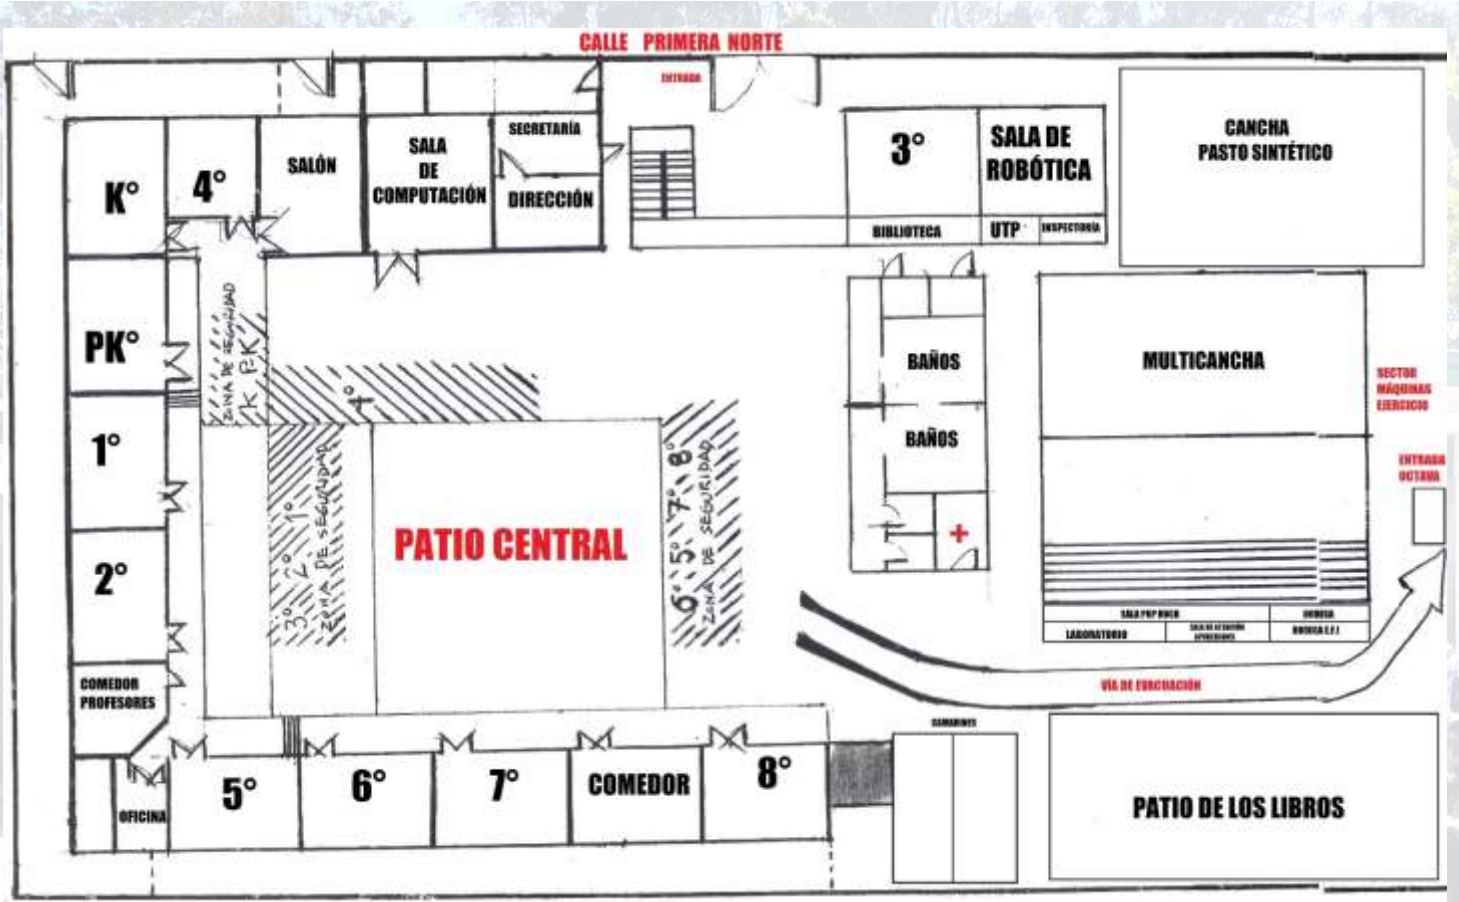 CALLE PRIMERA NORTE
ENTRADA
K°
4°
SALÓN
SALA
DE
COMPUTACIÓN
SECRETARÍA
DIRECCIÓN
3°
SALA DE
ROBÓTICA
BIBLIOTECA
UTP
INSPECTORÍA
CANCHA
PASTO SINTÉTICO
PK°
ZONA DE SEGURIDAD
K PK
4°
BAÑOS
BAÑOS
+
MULTICANCHA
SECTOR
MÁQUINAS
EJERCICIO
ENTRADA
OCTAVA
1°
2°
3° 2° 1°
ZONA DE SEGURIDAD
PATIO CENTRAL
6° 5° 7° 8°
ZONA DE SEGURIDAD
BODEGA
LABORATORIO
BODEGA E.F.I
VÍA DE EVACUACIÓN
COMEDOR
PROFESORES
OFICINA
5°
6°
7°
COMEDOR
8°
CAMARINES
PATIO DE LOS LIBROS